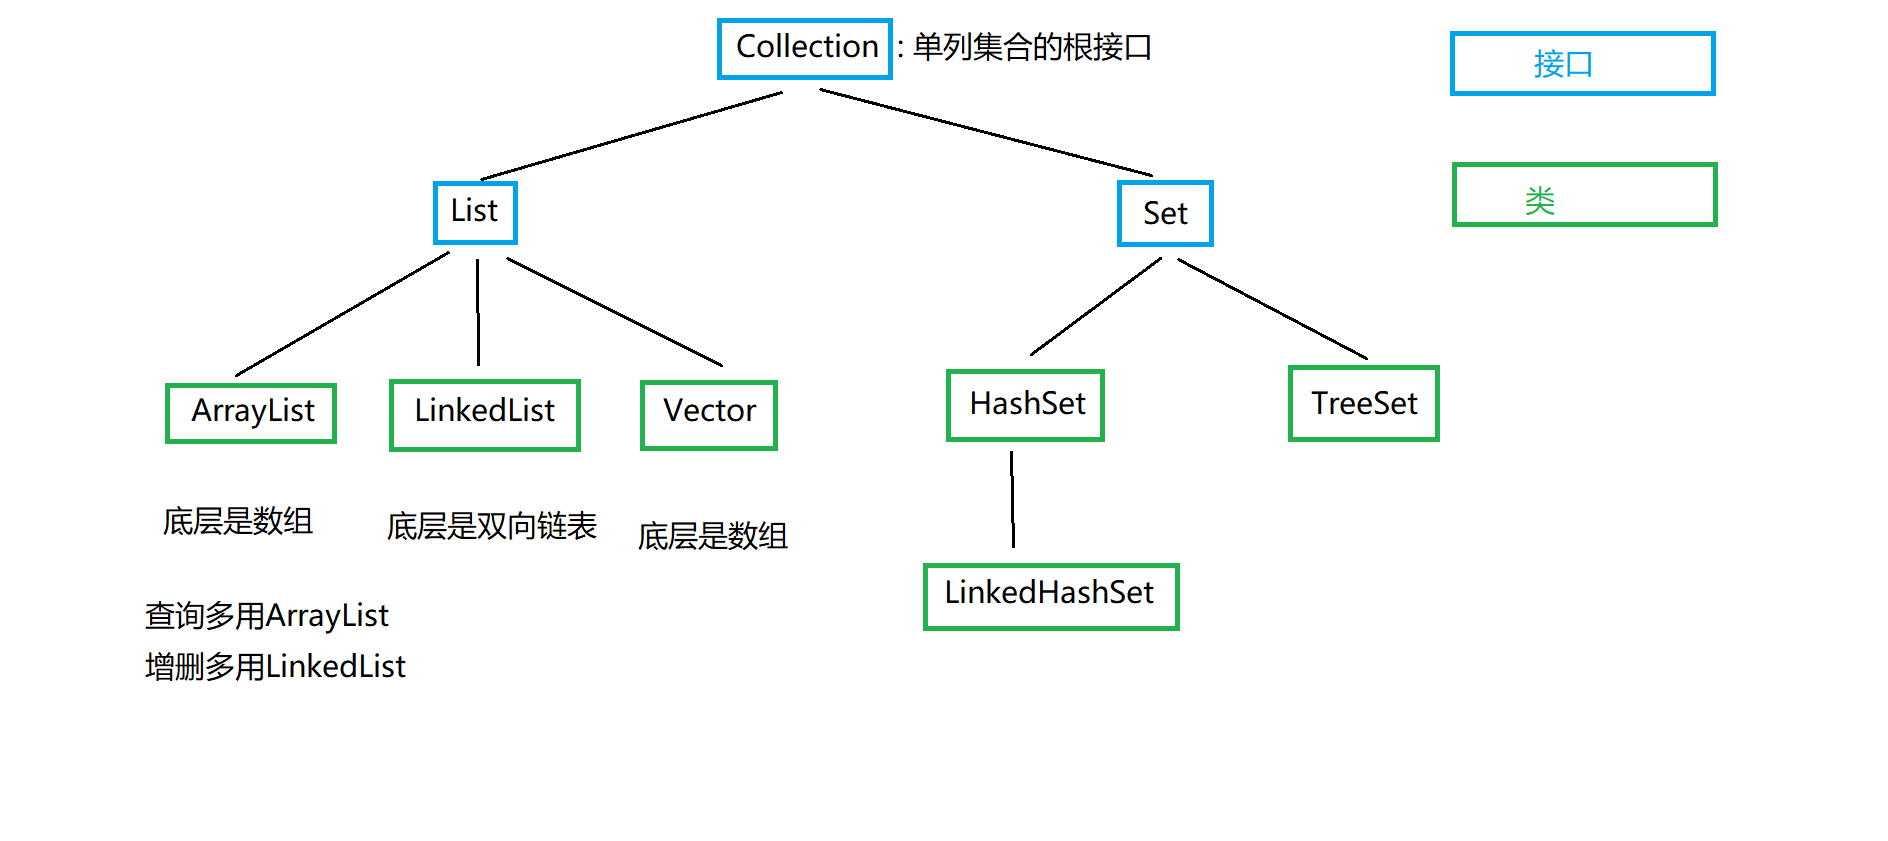 Collection : 单列集合的根接口
接口
类
List
Set
ArrayList
LinkedList
Vector
HashSet
TreeSet
底层是数组
底层是双向链表
底层是数组
LinkedHashSet
查询多用ArrayList
增删多用LinkedList